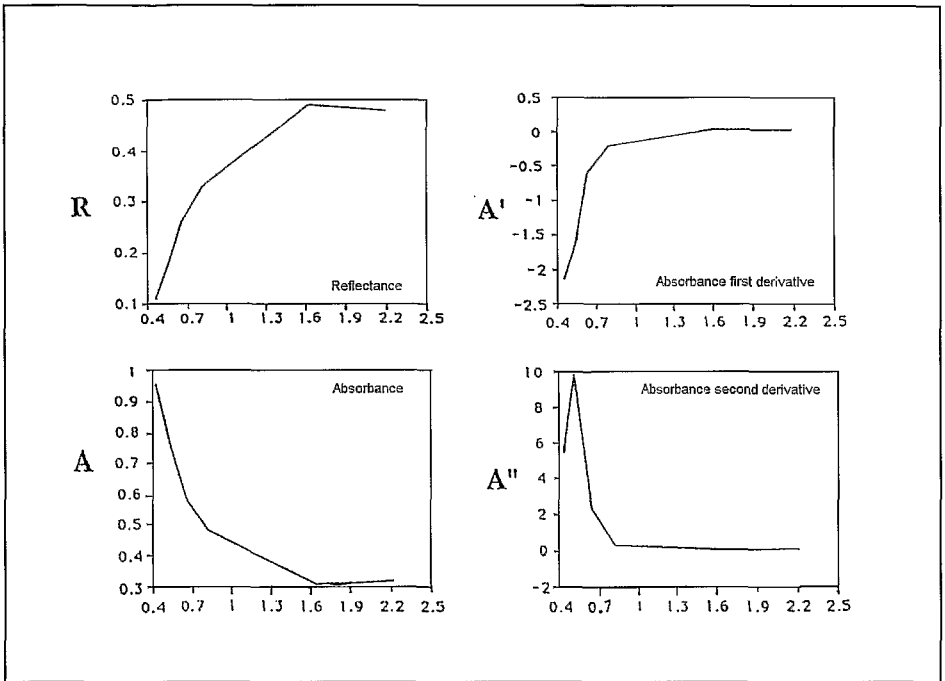 0.5
0.4
0.3
0.2
0.1
R
Reflectance
0.4 0.7 1 1.3 1.6 1.9 2.2 2.5
0.5
0
-0.5
-1
-1.5
-2
-2.5
A'
Absorbance first derivative
0.4 0.7 1 1.3 1.6 1.9 2.2 2.5
1
0.9
0.8
0.7
0.6
0.5
0.4
0.3
A
Absorbance
0.4 0.7 1 1.3 1.6 1.9 2.2 2.5
10
8
6
4
2
0
-2
A"
Absorbance second derivative
0.4 0.7 1 1.3 1.6 1.9 2.2 2.5